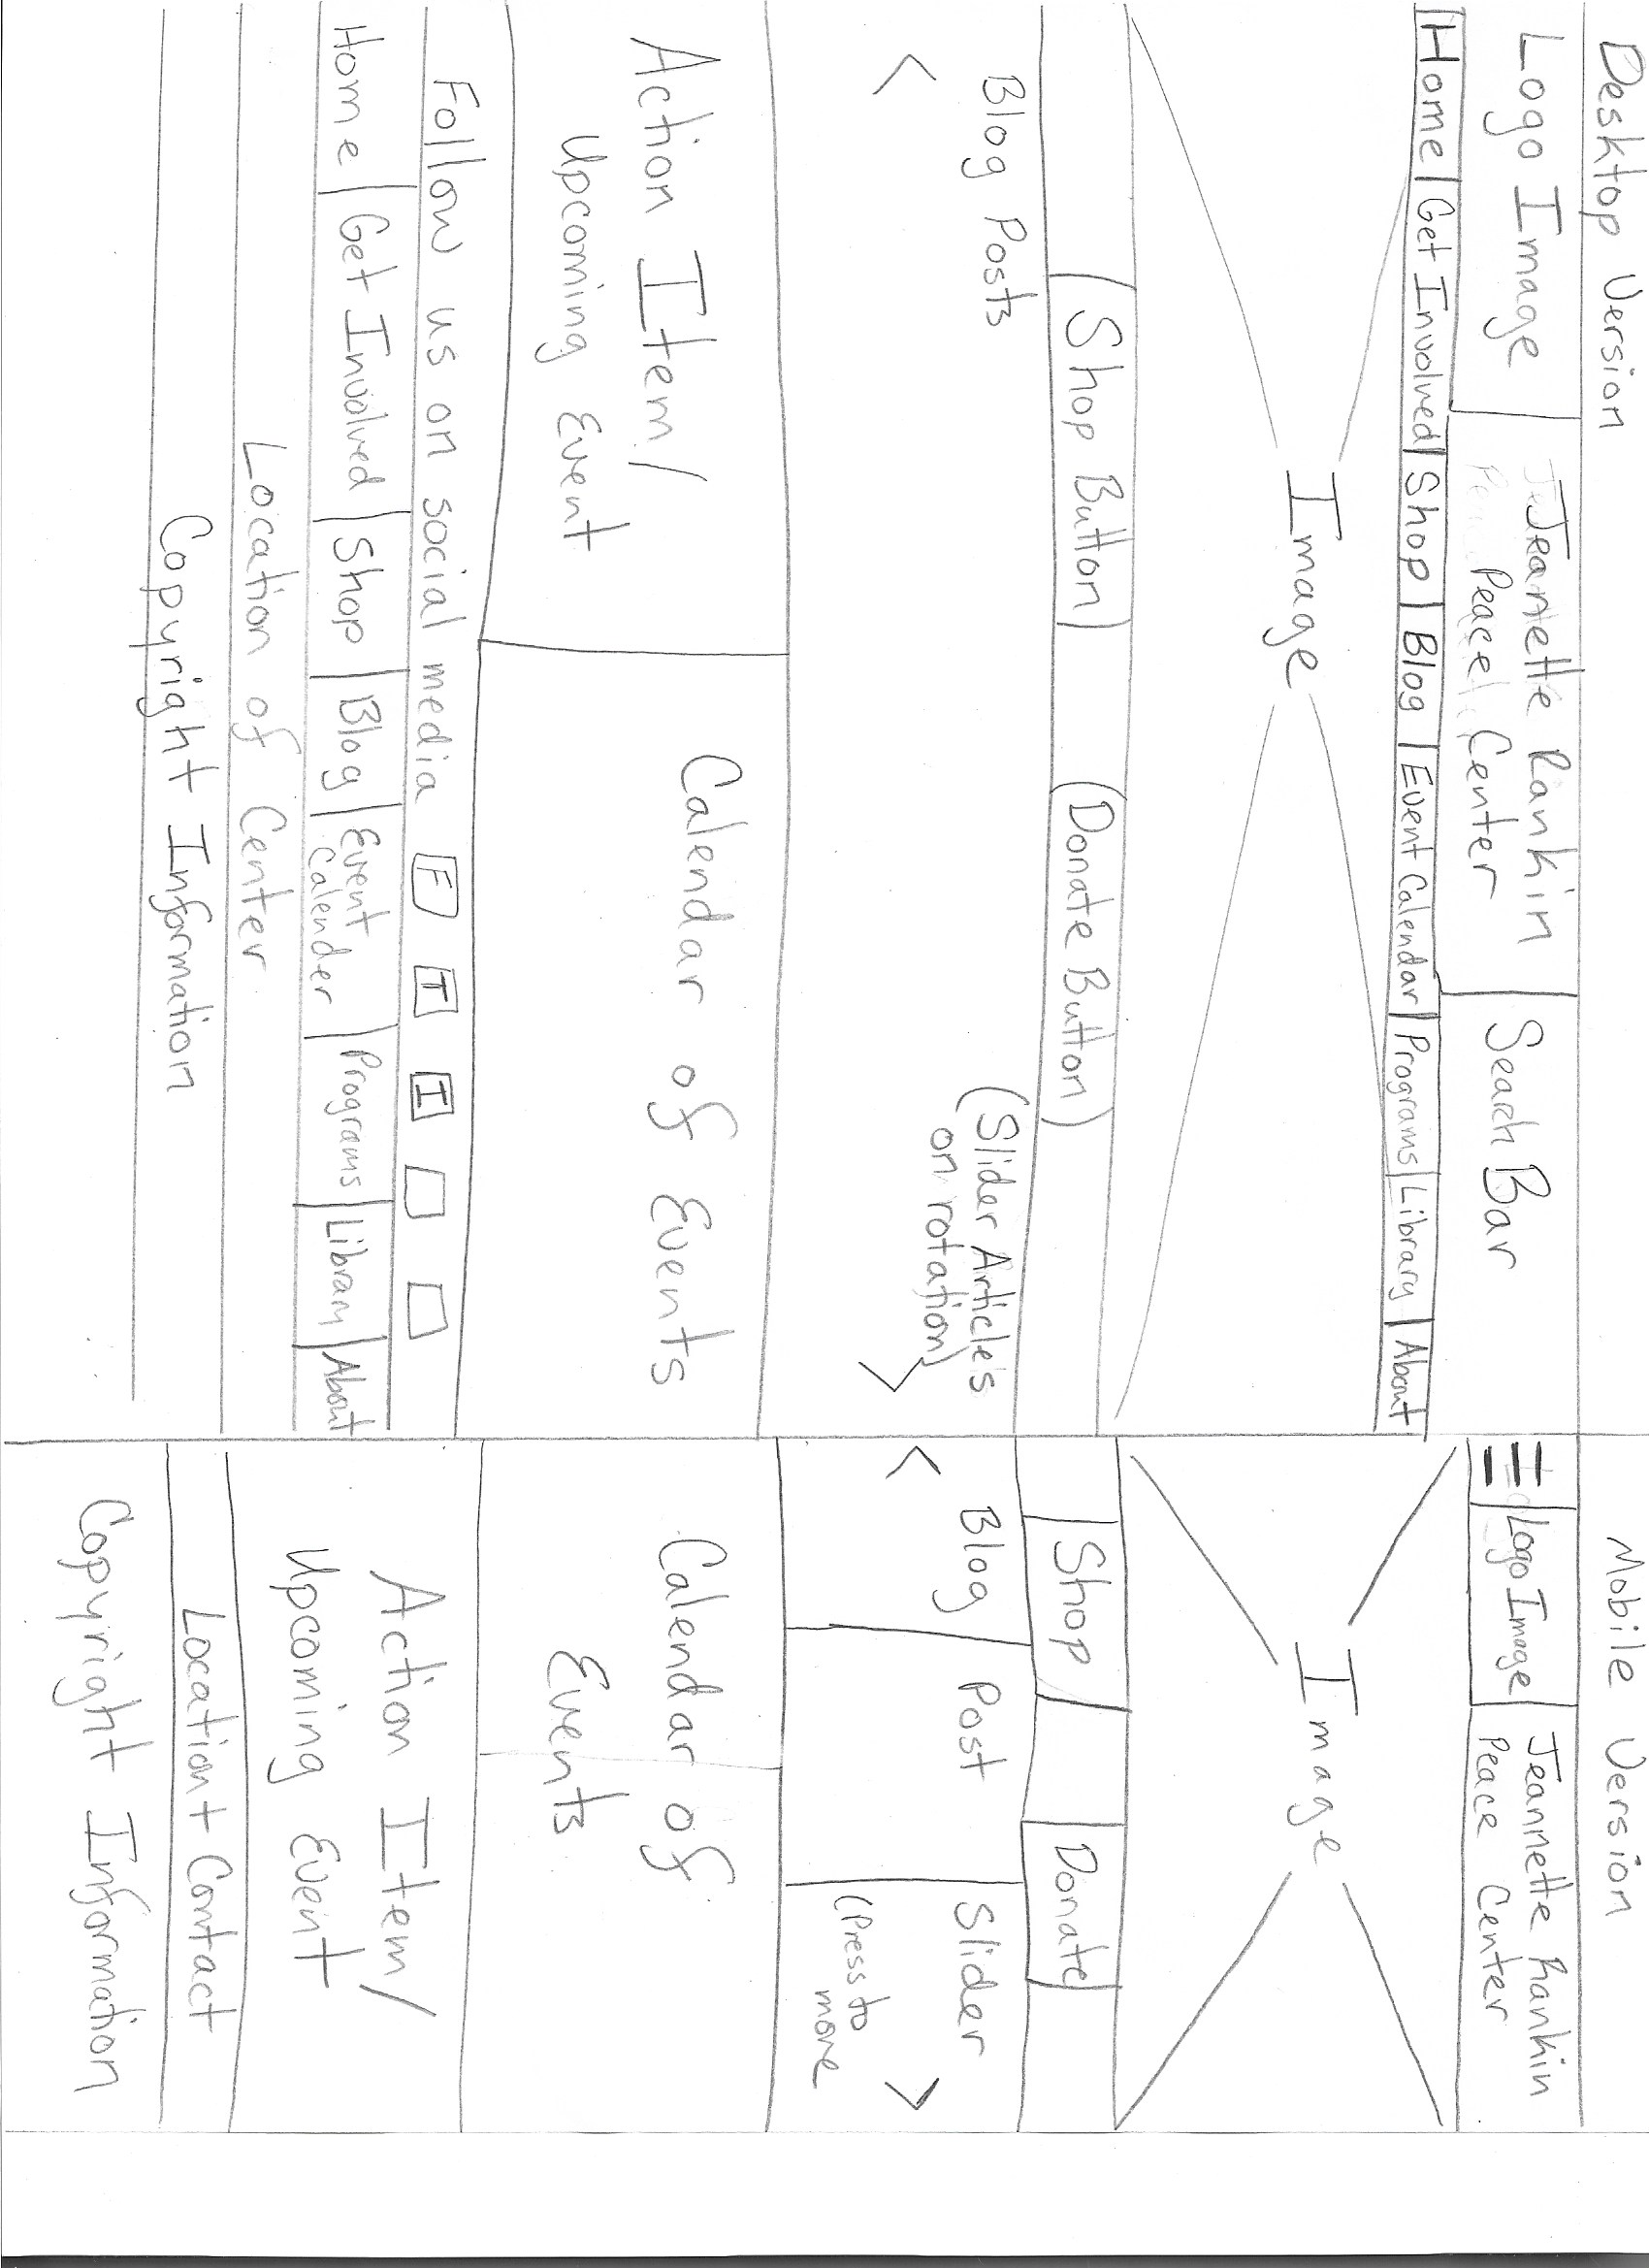 Desktop Version
Logo Image
Jeanette Rankin
Peace Center
Search Bar
Home | Get Involved | Shop | Blog | Event Calendar | Programs | Library | About
Image
(Shop Button)
(Donate Button)
Blog Posts
(Slider Article's
on rotation)
<
>
Action Item/
Upcoming Event
Calendar of Events
Follow us on social media F T I
Home | Get Involved | Shop | Blog | Event Calender | Programs | Library | About
Location of Center
Copyright Information
Mobile Version
Logo Image
Jeannette Rankin
Peace Center
Image
Shop
Donate
Blog Post Slider
(Press to
move
<
>
Calendar of
Events
Action Item/
Upcoming Event
Location + Contact
Copyright Information